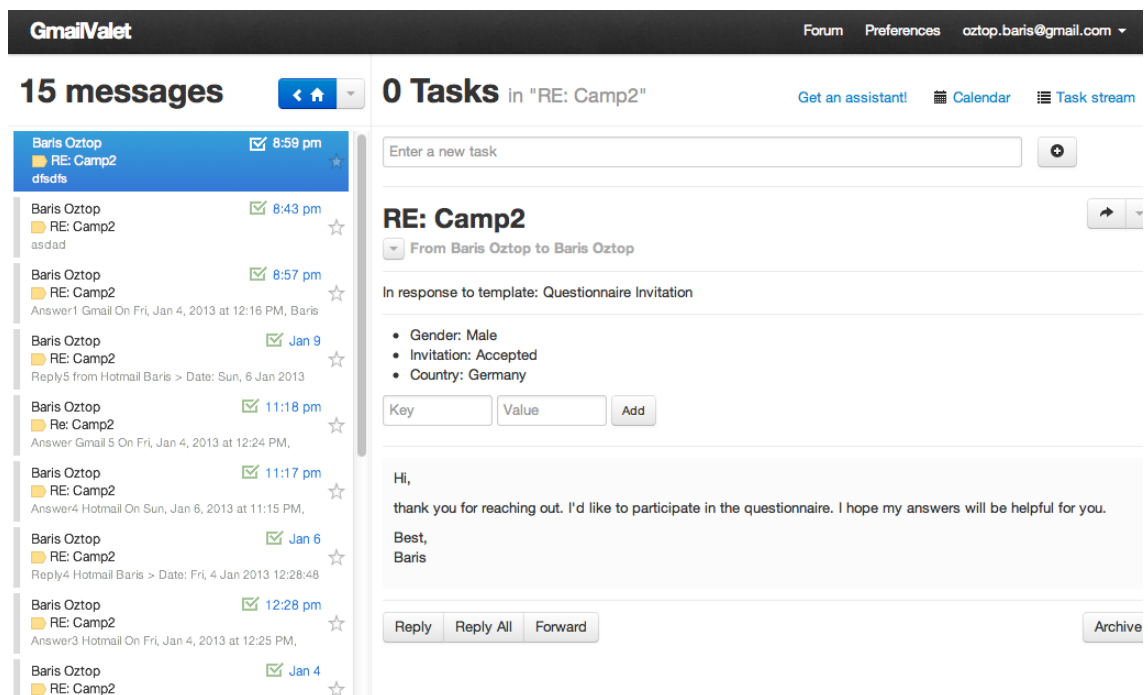 GmailValet
Forum Preferences oztop.baris@gmail.com
15 messages
Baris Oztop 8:59 pm
RE: Camp2
dfsdfs
Baris Oztop 8:43 pm
RE: Camp2
asdad
Baris Oztop 8:57 pm
RE: Camp2
Answer1 Gmail On Fri, Jan 4, 2013 at 12:16 PM, Baris
Baris Oztop Jan 9
RE: Camp2
Reply5 from Hotmail Baris > Date: Sun, 6 Jan 2013
Baris Oztop 11:18 pm
Re: Camp2
Answer Gmail 5 On Fri, Jan 4, 2013 at 12:24 PM,
Baris Oztop 11:17 pm
RE: Camp2
Answer4 Hotmail On Sun, Jan 6, 2013 at 11:15 PM,
Baris Oztop Jan 6
RE: Camp2
Reply4 Hotmail Baris > Date: Fri, 4 Jan 2013 12:28:48
Baris Oztop 12:28 pm
RE: Camp2
Answer3 Hotmail On Fri, Jan 4, 2013 at 12:25 PM,
Baris Oztop Jan 4
RE: Camp2
0 Tasks in "RE: Camp2"
Get an assistant! Calendar Task stream
Enter a new task
RE: Camp2
From Baris Oztop to Baris Oztop
In response to template: Questionnaire Invitation
• Gender: Male
• Invitation: Accepted
• Country: Germany
Key Value Add
Hi,
thank you for reaching out. I'd like to participate in the questionnaire. I hope my answers will be helpful for you.
Best,
Baris
Reply Reply All Forward Archive